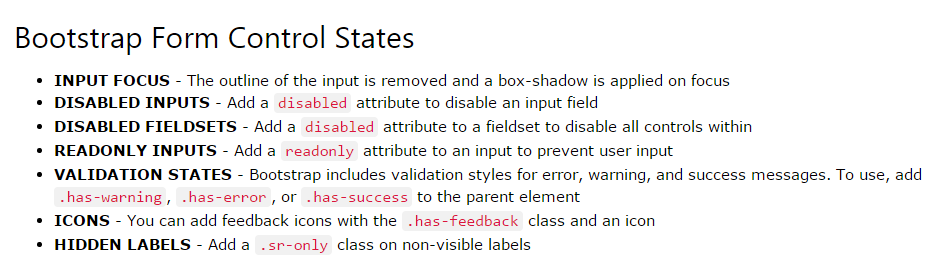 Bootstrap Form Control States
INPUT FOCUS - The outline of the input is removed and a box-shadow is applied on focus
DISABLED INPUTS - Add a disabled attribute to disable an input field
DISABLED FIELDSETS - Add a disabled attribute to a fieldset to disable all controls within
READONLY INPUTS - Add a readonly attribute to an input to prevent user input
VALIDATION STATES - Bootstrap includes validation styles for error, warning, and success messages. To use, add
.has-warning, .has-error, or .has-success to the parent element
ICONS - You can add feedback icons with the .has-feedback class and an icon
HIDDEN LABELS - Add a .sr-only class on non-visible labels